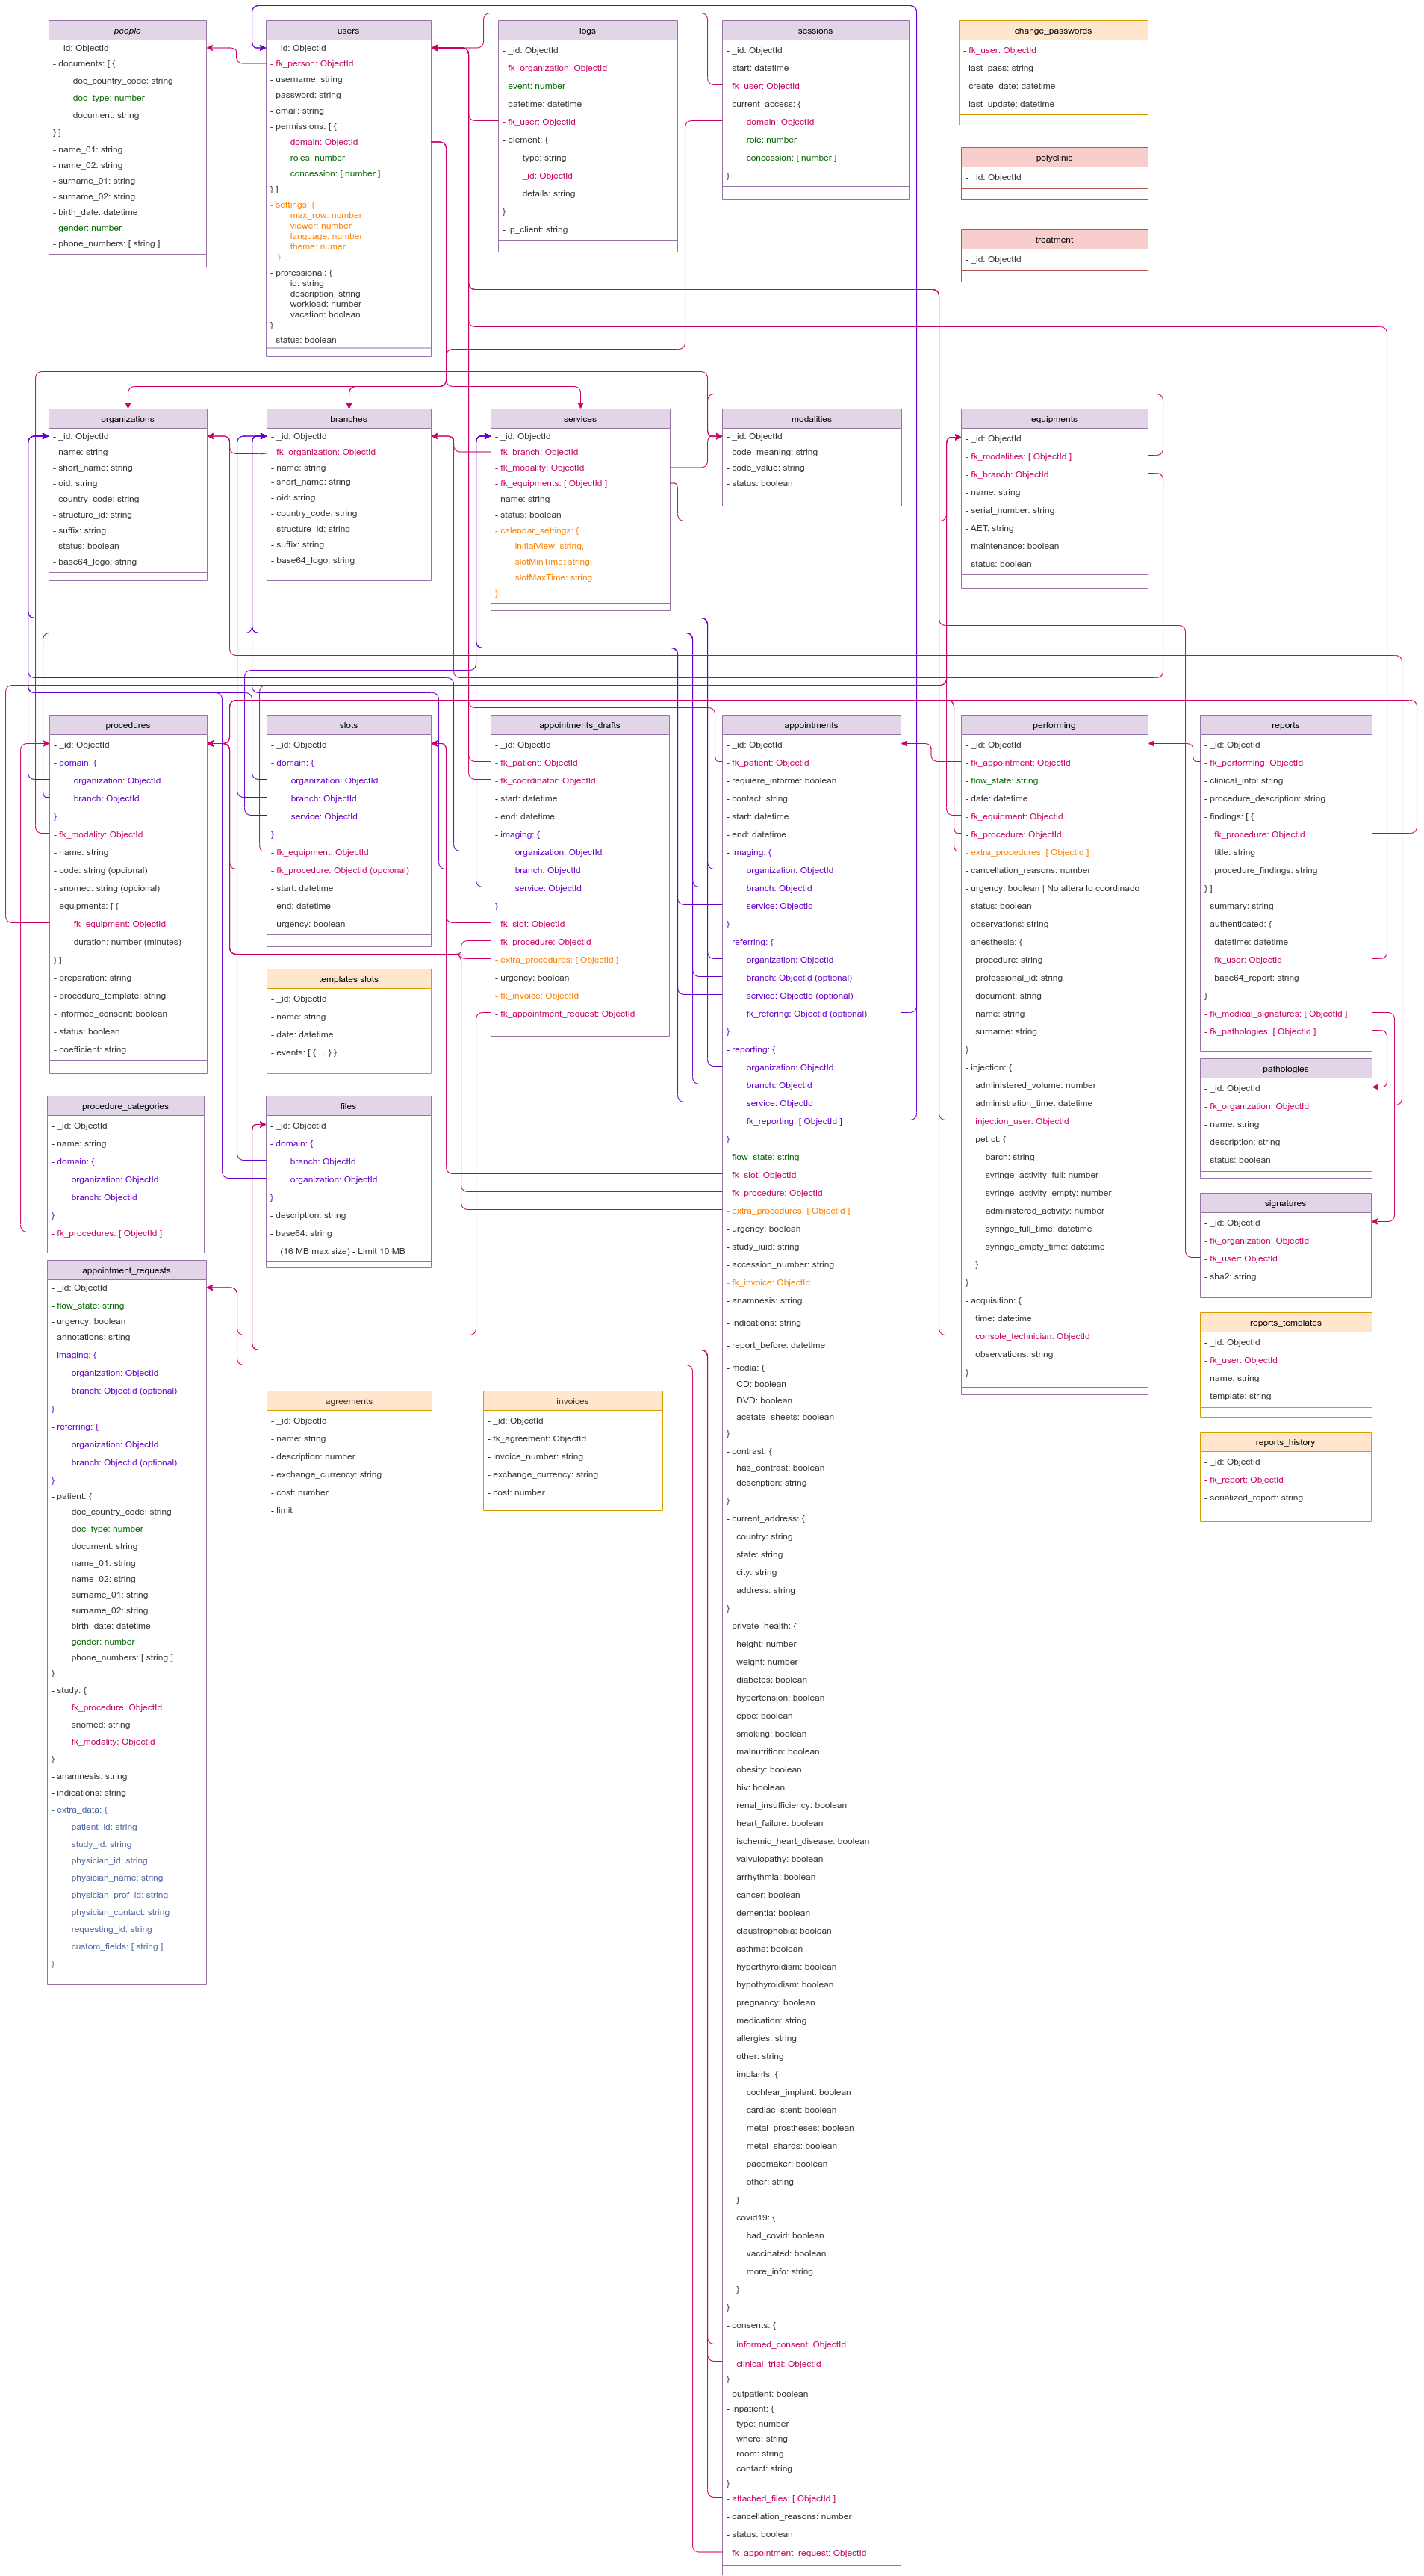 people
- _id: ObjectId
- documents: [ {
doc_country_code: string
doc_type: number
document: string
} ]
- name_01: string
- name_02: string
- surname_01: string
- surname_02: string
- birth_date: datetime
- gender: number
- phone_numbers: [ string ]
users
- _id: ObjectId
- fk_person: ObjectId
- username: string
- password: string
- email: string
- permissions: [ {
domain: ObjectId
roles: number
concession: [ number ]
} ]
- settings: {
max_row: number
viewer: number
language: number
theme: numer
}
- professional: {
id: string
description: string
workload: number
vacation: boolean
}
- status: boolean
logs
- _id: ObjectId
- fk_organization: ObjectId
- event: number
- datetime: datetime
- fk_user: ObjectId
- element: {
type: string
_id: ObjectId
details: string
}
- ip_client: string
sessions
- _id: ObjectId
- start: datetime
- fk_user: ObjectId
- current_access: {
domain: ObjectId
role: number
concession: [ number ]
}
change_passwords
- fk_user: ObjectId
- last_pass: string
- create_date: datetime
- last_update: datetime
polyclinic
- _id: ObjectId
treatment
- _id: ObjectId
organizations
- _id: ObjectId
- name: string
- short_name: string
- oid: string
- country_code: string
- structure_id: string
- suffix: string
- status: boolean
- base64_logo: string
branches
- _id: ObjectId
- fk_organization: ObjectId
- name: string
- short_name: string
- oid: string
- country_code: string
- structure_id: string
- suffix: string
- base64_logo: string
services
- _id: ObjectId
- fk_branch: ObjectId
- fk_modality: ObjectId
- fk_equipments: [ ObjectId ]
- name: string
- status: boolean
- calendar_settings: {
initialView: string,
slotMinTime: string,
slotMaxTime: string
}
modalities
- _id: ObjectId
- code_meaning: string
- code_value: string
- status: boolean
equipments
- _id: ObjectId
- fk_modalities: [ ObjectId ]
- fk_branch: ObjectId
- name: string
- serial_number: string
- AET: string
- maintenance: boolean
- status: boolean
procedures
- _id: ObjectId
- domain: {
organization: ObjectId
branch: ObjectId
}
- fk_modality: ObjectId
- name: string
- code: string (opcional)
- snomed: string (opcional)
- equipments: [ {
fk_equipment: ObjectId
duration: number (minutes)
} ]
- preparation: string
- procedure_template: string
- informed_consent: boolean
- status: boolean
- coefficient: string
slots
- _id: ObjectId
- domain: {
organization: ObjectId
branch: ObjectId
service: ObjectId
}
- fk_equipment: ObjectId
- fk_procedure: ObjectId (opcional)
- start: datetime
- end: datetime
- urgency: boolean
templates slots
- _id: ObjectId
- name: string
- date: datetime
- events: [ { ... } }
appointments_drafts
- _id: ObjectId
- fk_patient: ObjectId
- fk_coordinator: ObjectId
- start: datetime
- end: datetime
- imaging: {
organization: ObjectId
branch: ObjectId
service: ObjectId
}
- fk_slot: ObjectId
- fk_procedure: ObjectId
- extra_procedures: [ ObjectId ]
- urgency: boolean
- fk_invoice: ObjectId
- fk_appointment_request: ObjectId
appointments
- _id: ObjectId
- fk_patient: ObjectId
- requiere_informe: boolean
- contact: string
- start: datetime
- end: datetime
- imaging: {
organization: ObjectId
branch: ObjectId
service: ObjectId
}
- referring: {
organization: ObjectId
branch: ObjectId (optional)
service: ObjectId (optional)
fk_refering: ObjectId (optional)
}
- reporting: {
organization: ObjectId
branch: ObjectId
service: ObjectId
fk_reporting: [ ObjectId ]
}
- flow_state: string
- fk_slot: ObjectId
- fk_procedure: ObjectId
- extra_procedures: [ ObjectId ]
- urgency: boolean
- study_iuid: string
- accession_number: string
- fk_invoice: ObjectId
- anamnesis: string
- indications: string
- report_before: datetime
- media: {
CD: boolean
DVD: boolean
acetate_sheets: boolean
}
- contrast: {
has_contrast: boolean
description: string
}
- current_address: {
country: string
state: string
city: string
address: string
}
- private_health: {
height: number
weight: number
diabetes: boolean
hypertension: boolean
epoc: boolean
smoking: boolean
malnutrition: boolean
obesity: boolean
hiv: boolean
renal_insufficiency: boolean
heart_failure: boolean
ischemic_heart_disease: boolean
valvulopathy: boolean
arrhythmia: boolean
cancer: boolean
dementia: boolean
claustrophobia: boolean
asthma: boolean
hyperthyroidism: boolean
hypothyroidism: boolean
pregnancy: boolean
medication: string
allergies: string
other: string
implants: {
cochlear_implant: boolean
cardiac_stent: boolean
metal_prostheses: boolean
metal_shards: boolean
pacemaker: boolean
other: string
}
covid19: {
had_covid: boolean
vaccinated: boolean
more_info: string
}
}
- consents: {
informed_consent: ObjectId
clinical_trial: ObjectId
}
- outpatient: boolean
- inpatient: {
type: number
where: string
room: string
contact: string
}
- attached_files: [ ObjectId ]
- cancellation_reasons: number
- status: boolean
- fk_appointment_request: ObjectId
performing
- _id: ObjectId
- fk_appointment: ObjectId
- flow_state: string
- date: datetime
- fk_equipment: ObjectId
- fk_procedure: ObjectId
- extra_procedures: [ ObjectId ]
- cancellation_reasons: number
- urgency: boolean | No altera lo coordinado
- status: boolean
- observations: string
- anesthesia: {
procedure: string
professional_id: string
document: string
name: string
surname: string
}
- injection: {
administered_volume: number
administration_time: datetime
injection_user: ObjectId
pet-ct: {
barch: string
syringe_activity_full: number
syringe_activity_empty: number
administered_activity: number
syringe_full_time: datetime
syringe_empty_time: datetime
}
}
- acquisition: {
time: datetime
console_technician: ObjectId
observations: string
}
reports
- _id: ObjectId
- fk_performing: ObjectId
- clinical_info: string
- procedure_description: string
- findings: [ {
fk_procedure: ObjectId
title: string
procedure_findings: string
} ]
- summary: string
- authenticated: {
datetime: datetime
fk_user: ObjectId
base64_report: string
}
- fk_medical_signatures: [ ObjectId ]
- fk_pathologies: [ ObjectId ]
pathologies
- _id: ObjectId
- fk_organization: ObjectId
- name: string
- description: string
- status: boolean
signatures
- _id: ObjectId
- fk_organization: ObjectId
- fk_user: ObjectId
- sha2: string
reports_templates
- _id: ObjectId
- fk_user: ObjectId
- name: string
- template: string
reports_history
- _id: ObjectId
- fk_report: ObjectId
- serialized_report: string
procedure_categories
- _id: ObjectId
- name: string
- domain: {
organization: ObjectId
branch: ObjectId
}
- fk_procedures: [ ObjectId ]
files
- _id: ObjectId
- domain: {
branch: ObjectId
organization: ObjectId
}
- description: string
- base64: string
(16 MB max size) - Limit 10 MB
appointment_requests
- _id: ObjectId
- flow_state: string
- urgency: boolean
- annotations: srting
- imaging: {
organization: ObjectId
branch: ObjectId (optional)
}
- referring: {
organization: ObjectId
branch: ObjectId (optional)
}
- patient: {
doc_country_code: string
doc_type: number
document: string
name_01: string
name_02: string
surname_01: string
surname_02: string
birth_date: datetime
gender: number
phone_numbers: [ string ]
}
- study: {
fk_procedure: ObjectId
snomed: string
fk_modality: ObjectId
}
- anamnesis: string
- indications: string
- extra_data: {
patient_id: string
study_id: string
physician_id: string
physician_name: string
physician_prof_id: string
physician_contact: string
requesting_id: string
custom_fields: [ string ]
}
agreements
- _id: ObjectId
- name: string
- description: number
- exchange_currency: string
- cost: number
- limit
invoices
- _id: ObjectId
- fk_agreement: ObjectId
- invoice_number: string
- exchange_currency: string
- cost: number